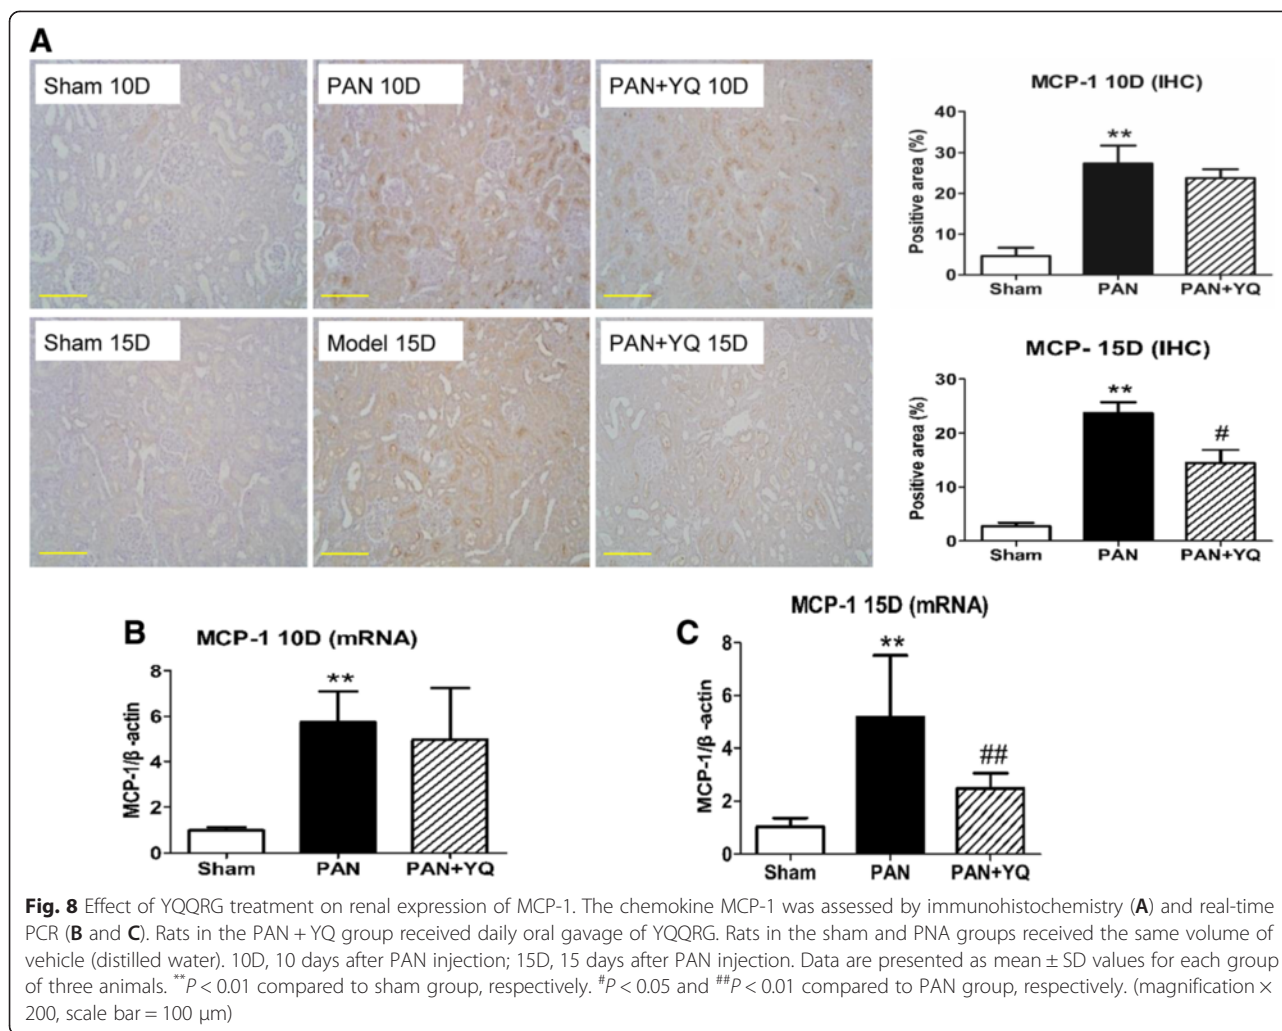 A
Sham 10D
PAN 10D
PAN+YQ 10D
MCP-1 10D (IHC)
Positive area (%)
40
30
20
10
0
**
Sham
PAN
PAN+YQ
Sham 15D
Model 15D
PAN+YQ 15D
MCP- 15D (IHC)
Positive area (%)
30
20
10
0
**
#
Sham
PAN
PAN+YQ
B
MCP-1 10D (mRNA)
MCP-1/β -actin
8
6
4
2
0
**
Sham
PAN
PAN+YQ
C
MCP-1 15D (mRNA)
MCP-1/β -actin
8
6
4
2
0
**
##
Sham
PAN
PAN+YQ
Fig. 8 Effect of YQQRG treatment on renal expression of MCP-1. The chemokine MCP-1 was assessed by immunohistochemistry (A) and real-time
PCR (B and C). Rats in the PAN + YQ group received daily oral gavage of YQQRG. Rats in the sham and PNA groups received the same volume of
vehicle (distilled water). 10D, 10 days after PAN injection; 15D, 15 days after PAN injection. Data are presented as mean ± SD values for each group
of three animals. **P < 0.01 compared to sham group, respectively. #P < 0.05 and ##P < 0.01 compared to PAN group, respectively. (magnification ×
200, scale bar = 100 μm)